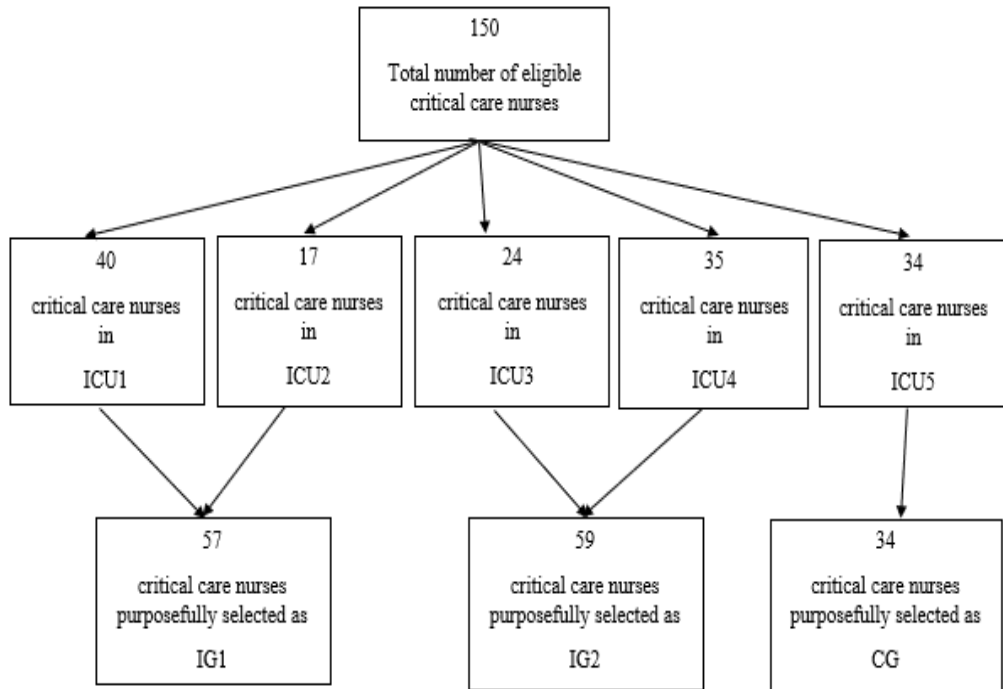 150
Total number of eligible
critical care nurses
40
critical care nurses
in
ICU1
17
critical care nurses
in
ICU2
24
critical care nurses
in
ICU3
35
critical care nurses
in
ICU4
34
critical care nurses
in
ICU5
57
critical care nurses
purposefully selected as
IG1
59
critical care nurses
purposefully selected as
IG2
34
critical care nurses
purposefully selected as
CG